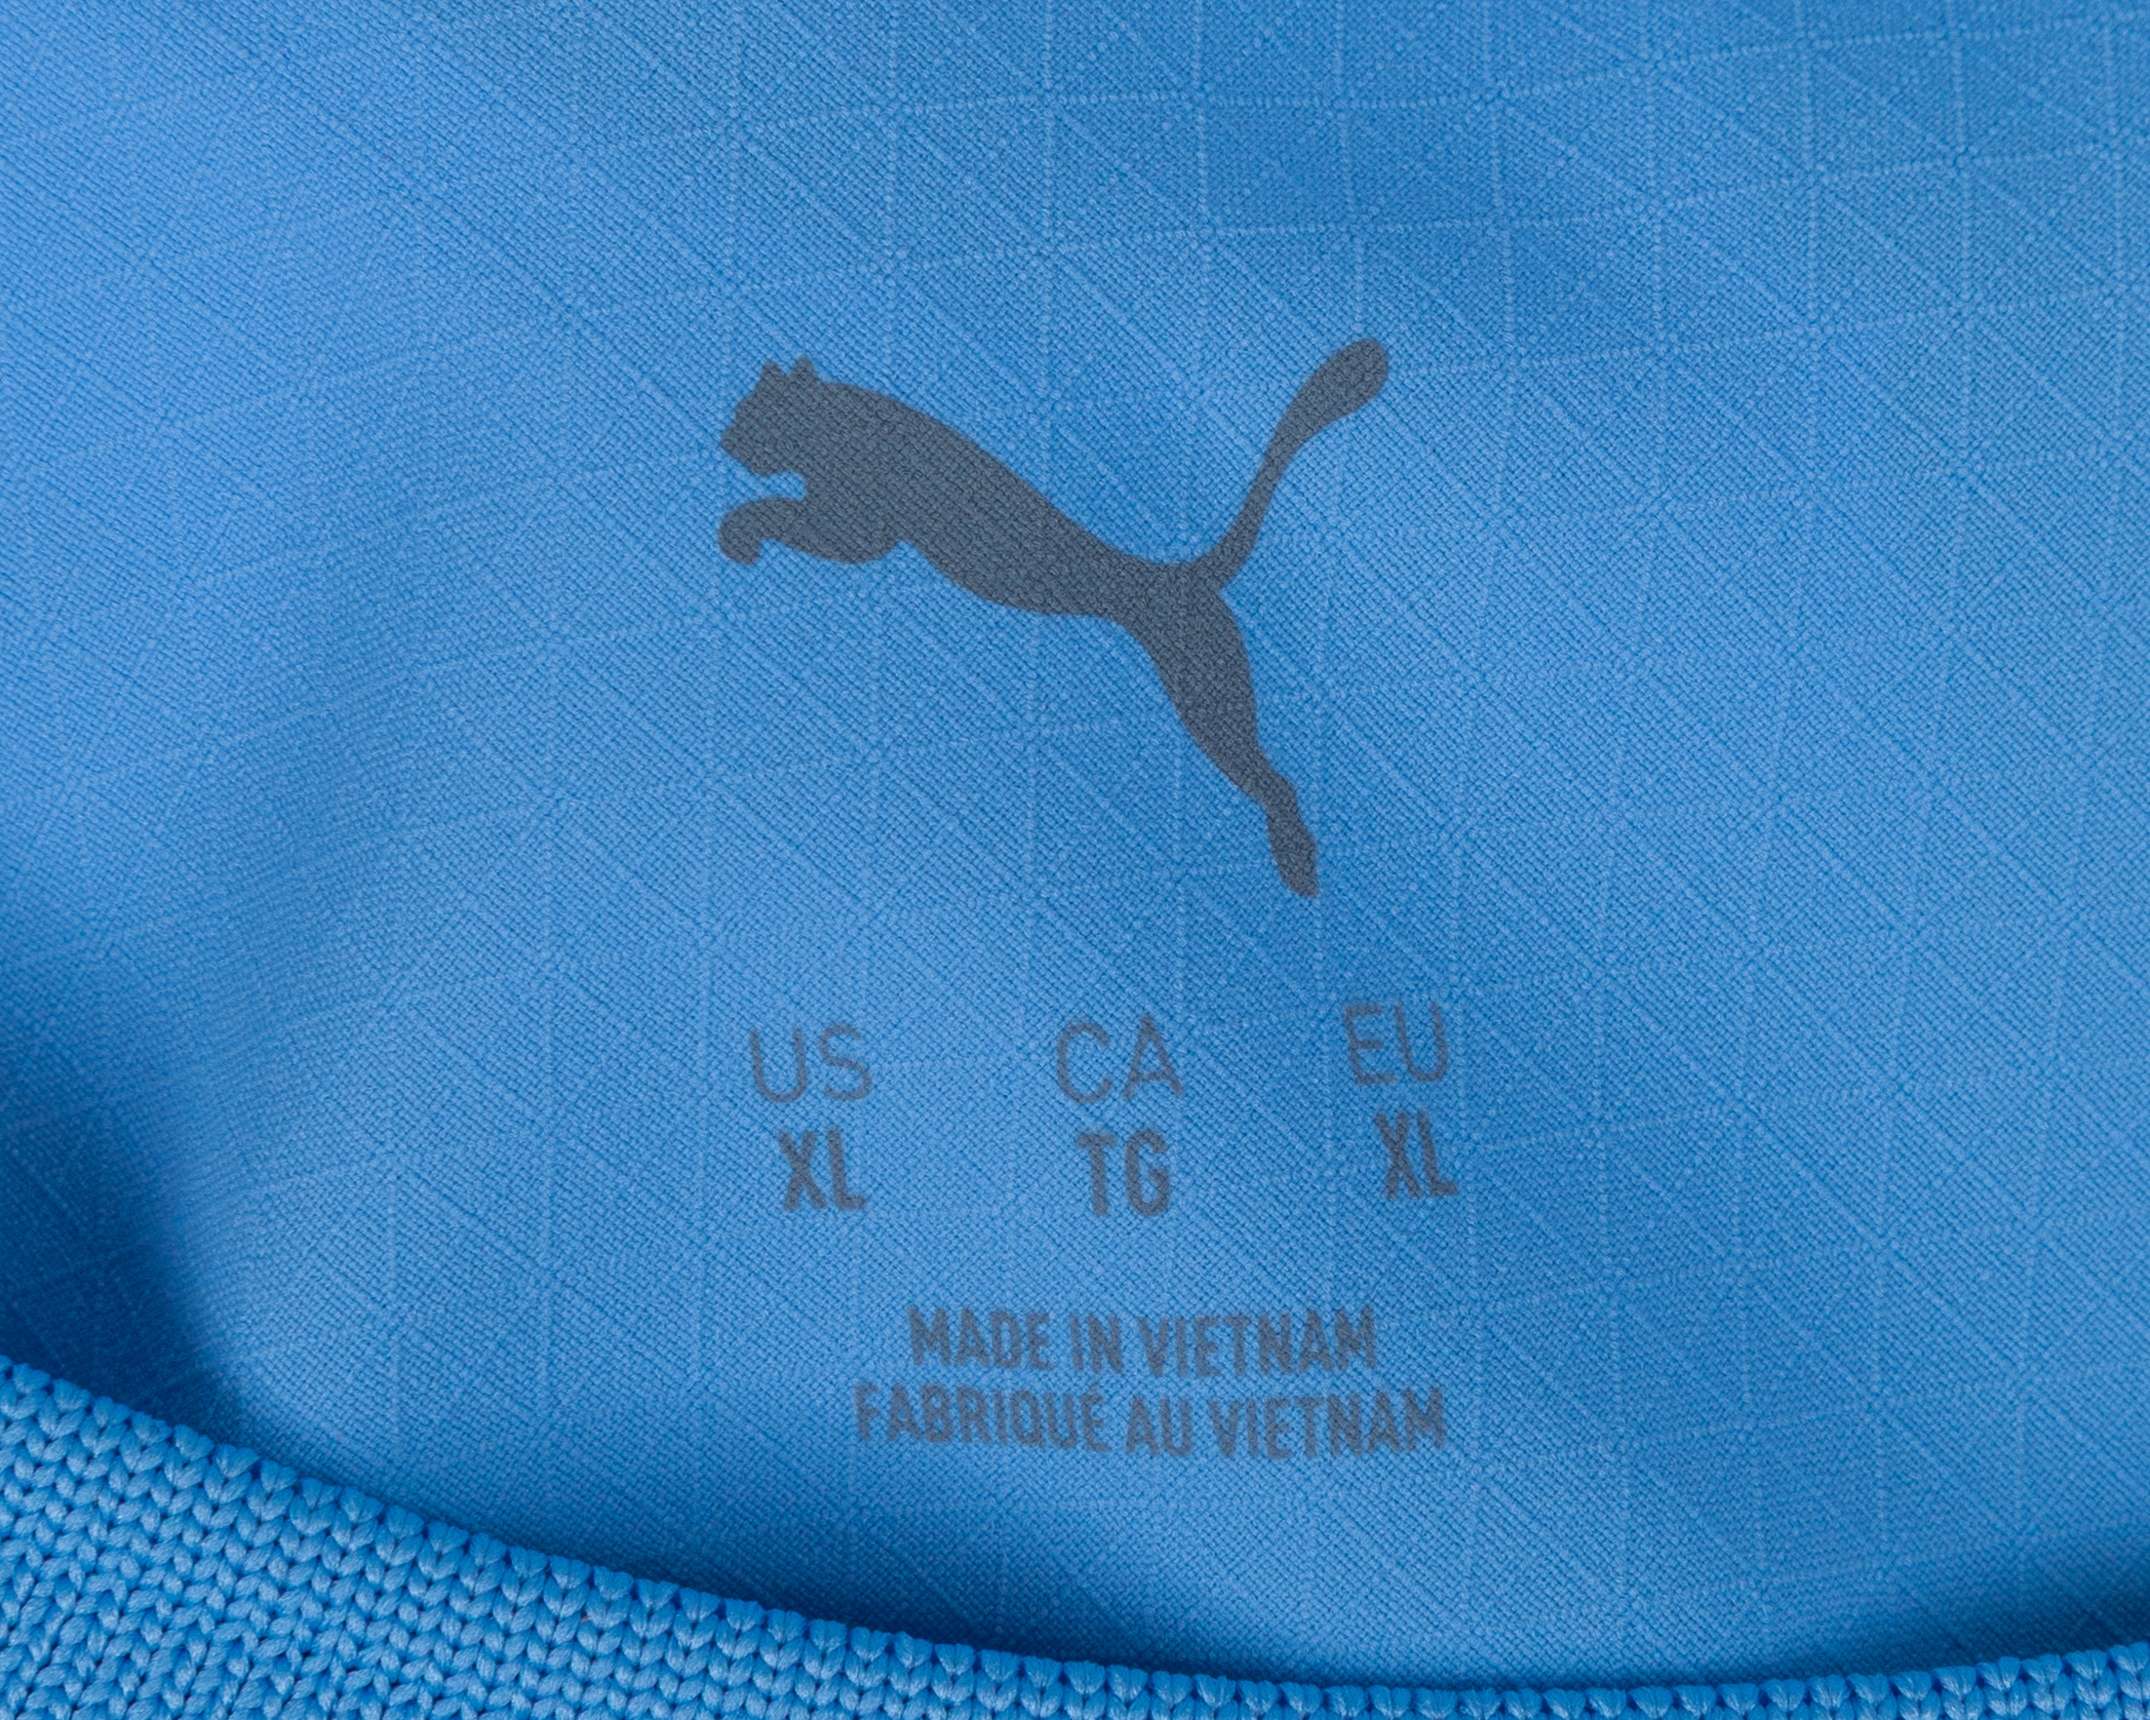 US CA EU
XL TG XL
MADE IN VIETNAM
FABRIQUÉ AU VIETNAM